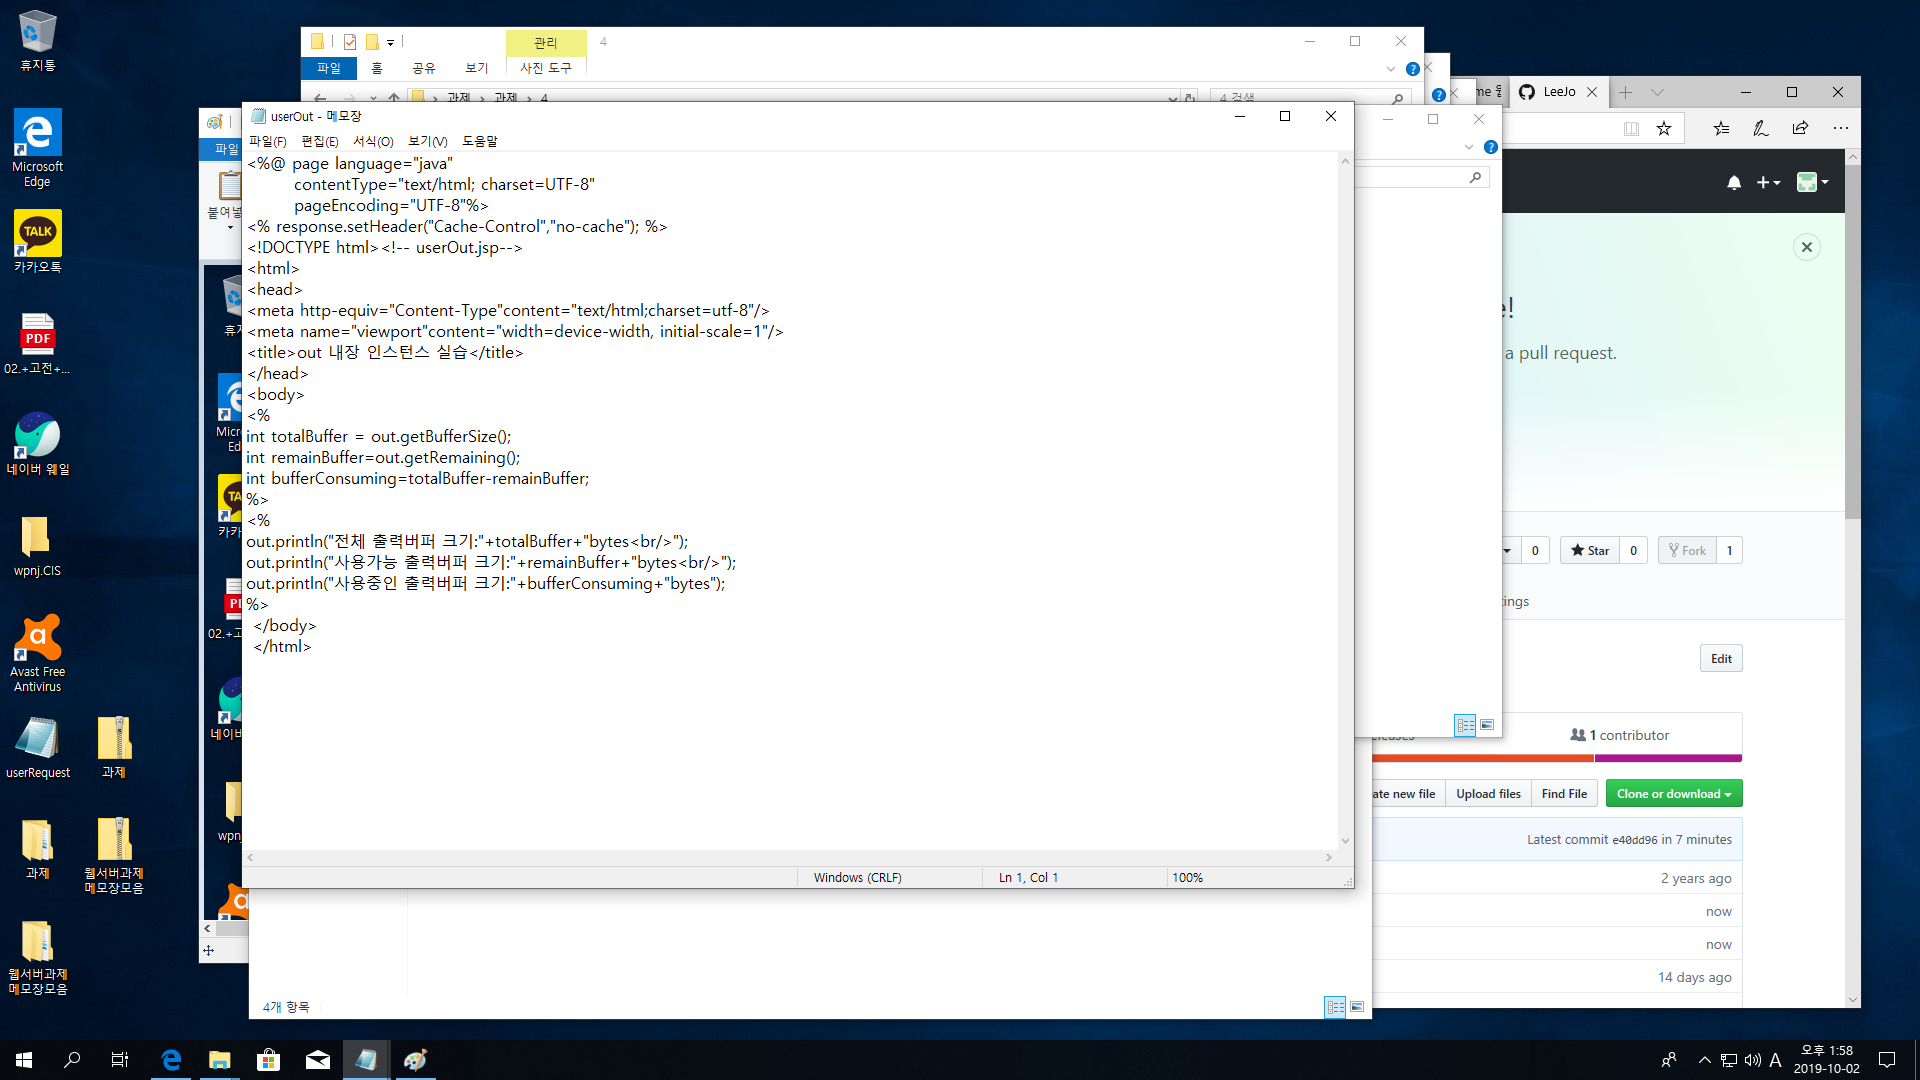 휴지통
Microsoft
Edge
카카오톡
PDF
02.+고전+...
네이버 웨일
wpnj.CIS
Avast Free
Antivirus
userRequest
과제
과제
웹서버과제
메모장모음
웹서버과제
메모장모음
관리
4
파일
홈
공유
보기
사진 도구
과제 > 과제 > 4
4 검색
파일
02.+고
userOut - 메모장
파일(F) 편집(E) 서식(O) 보기(V) 도움말
<%@ page language="java"
contentType="text/html; charset=UTF-8"
pageEncoding="UTF-8"%>
<% response.setHeader("Cache-Control","no-cache"); %>
<!DOCTYPE html><!-- userOut.jsp-->
<html>
<head>
<meta http-equiv="Content-Type"content="text/html;charset=utf-8"/>
<meta name="viewport"content="width=device-width, initial-scale=1"/>
<title>out 내장 인스턴스 실습</title>
</head>
<body>
<%
int totalBuffer = out.getBufferSize();
int remainBuffer=out.getRemaining();
int bufferConsuming=totalBuffer-remainBuffer;
%>
<%
out.println("전체 출력버퍼 크기:"+totalBuffer+"bytes<br/>");
out.println("사용가능 출력버퍼 크기:"+remainBuffer+"bytes<br/>");
out.println("사용중인 출력버퍼 크기:"+bufferConsuming+"bytes");
%>
</body>
</html>
Windows (CRLF)
Ln 1, Col 1
100%
4개 항목
LeeJo
a pull request.
0
Star 0
Fork 1
Edit
1 contributor
ate new file
Upload files
Find File
Clone or download
Latest commit e40dd96 in 7 minutes
2 years ago
now
now
14 days ago
A
오후 1:58
2019-10-02